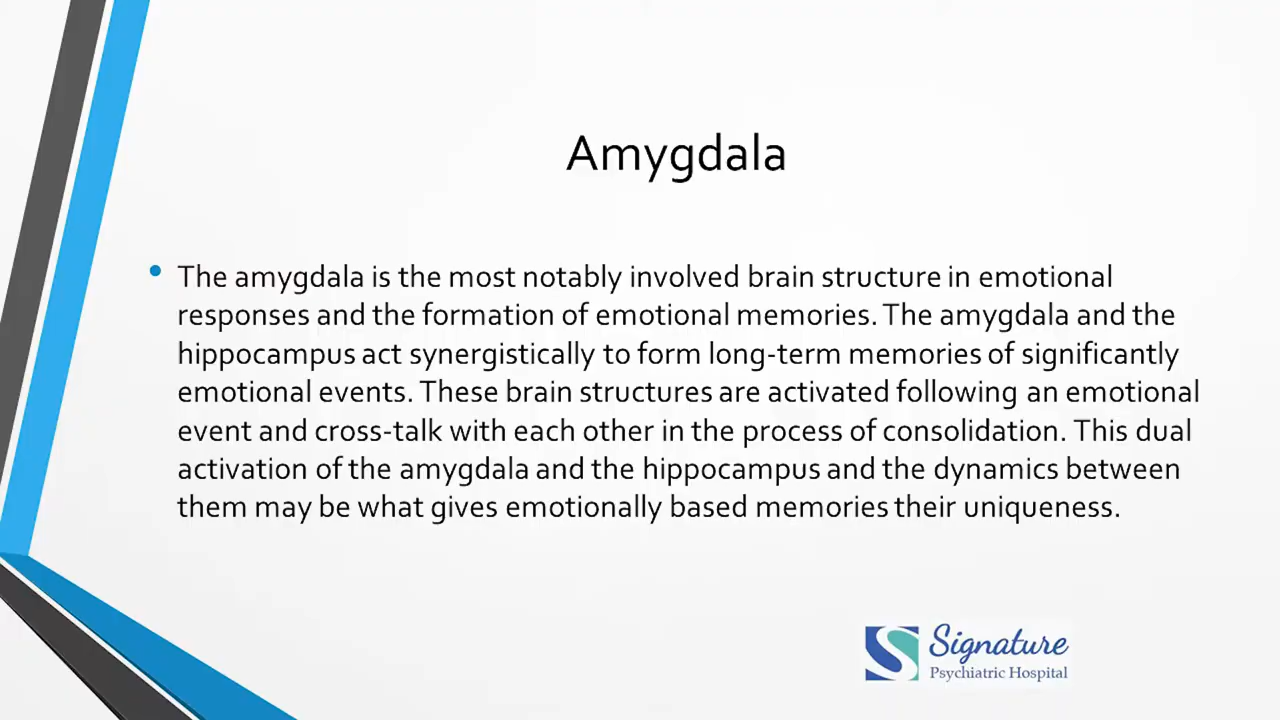 Amygdala
• The amygdala is the most notably involved brain structure in emotional
responses and the formation of emotional memories. The amygdala and the
hippocampus act synergistically to form long-term memories of significantly
emotional events. These brain structures are activated following an emotional
event and cross-talk with each other in the process of consolidation. This dual
activation of the amygdala and the hippocampus and the dynamics between
them may be what gives emotionally based memories their uniqueness.
Signature
Psychiatric Hospital